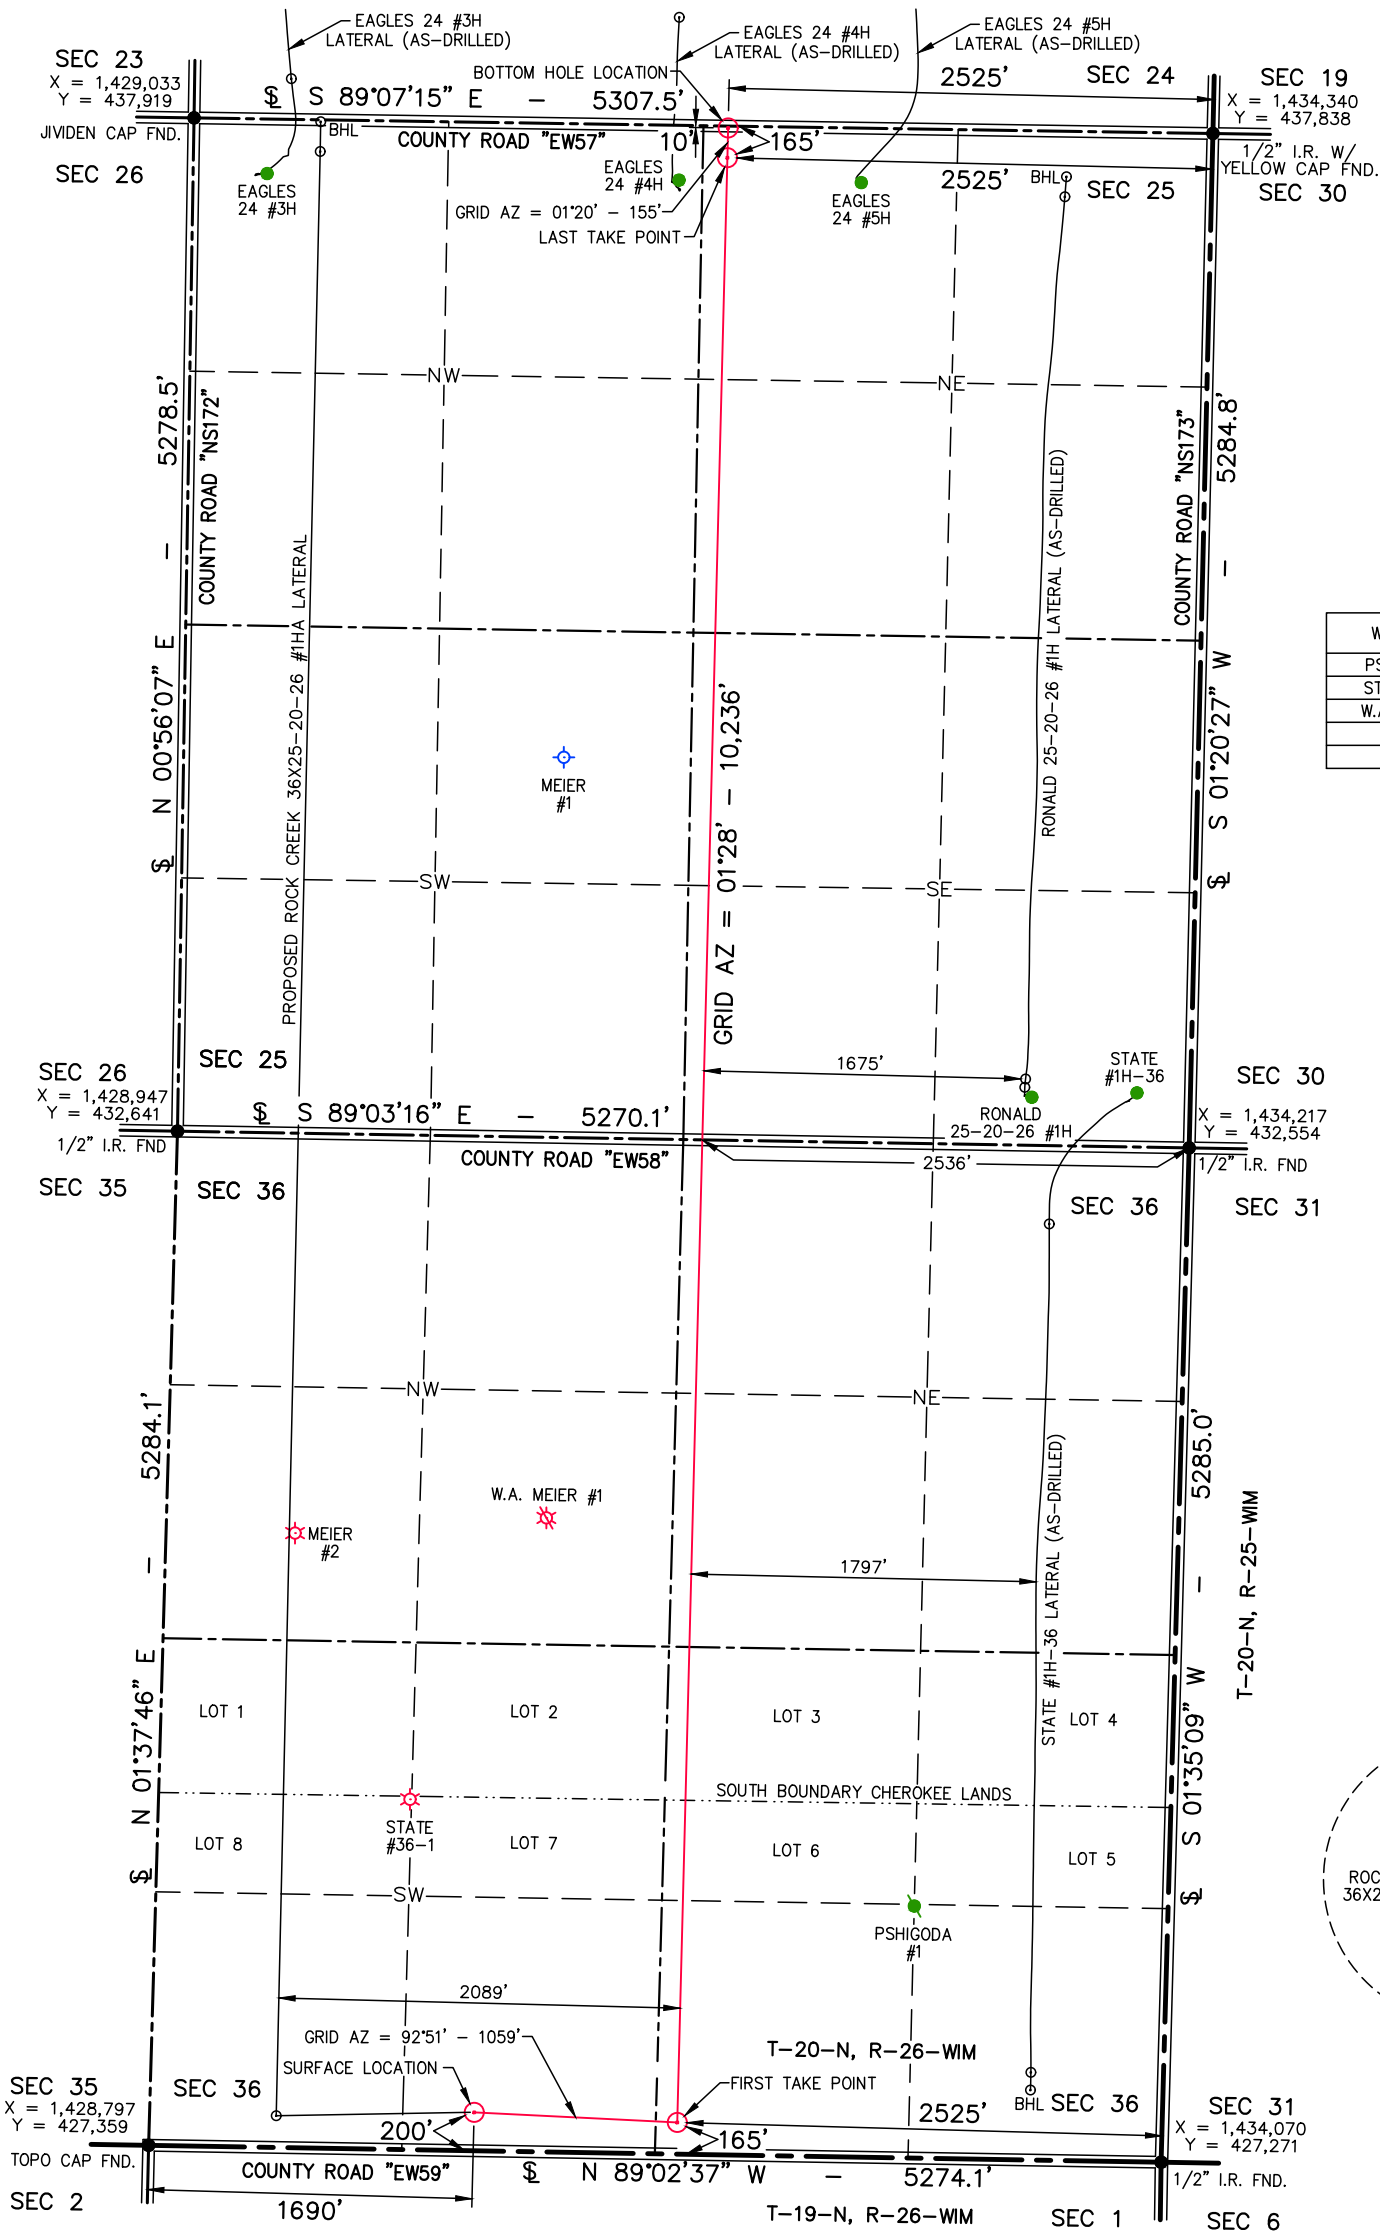 EAGLES 24 #3H
LATERAL (AS-DRILLED)
EAGLES 24 #4H
LATERAL (AS-DRILLED)
EAGLES 24 #5H
LATERAL (AS-DRILLED)
SEC 23
X = 1,429,033
Y = 437,919
JIVIDEN CAP FND.
SEC 26
BOTTOM HOLE LOCATION
2525'
SEC 24
SEC 19
X = 1,434,340
Y = 437,838
1/2" I.R. W/
YELLOW CAP FND.
SEC 30
℄ S 89°07'15" E - 5307.5'
BHL
COUNTY ROAD "EW57"
10'
165'
EAGLES
24 #3H
EAGLES
24 #4H
EAGLES
24 #5H
2525'
BHL
SEC 25
GRID AZ = 01°20' - 155'
LAST TAKE POINT
NW
NE
℄ N 00°56'07" E - 5278.5'
COUNTY ROAD "NS172"
PROPOSED ROCK CREEK 36X25-20-26 #1HA LATERAL
GRID AZ = 01°28' - 10,236'
RONALD 25-20-26 #1H LATERAL (AS-DRILLED)
COUNTY ROAD "NS173"
℄ S 01°20'27" W - 5284.8'
W
PS
ST
W.A
MEIER
#1
SW
SE
SEC 25
SEC 26
X = 1,428,947
Y = 432,641
1/2" I.R. FND
SEC 35
SEC 36
℄ S 89°03'16" E - 5270.1'
COUNTY ROAD "EW58"
1675'
STATE
#1H-36
RONALD
25-20-26 #1H
2536'
SEC 30
X = 1,434,217
Y = 432,554
1/2" I.R. FND
SEC 36
SEC 31
NW
NE
℄ N 01°37'46" E - 5284.1'
W.A. MEIER #1
MEIER
#2
1797'
STATE #1H-36 LATERAL (AS-DRILLED)
℄ S 01°35'09" W - 5285.0'
T-20-N, R-25-WIM
LOT 1
LOT 2
LOT 3
LOT 4
SOUTH BOUNDARY CHEROKEE LANDS
STATE
#36-1
LOT 8
LOT 7
LOT 6
LOT 5
SW
PSHIGODA
#1
ROC
36X2
2089'
GRID AZ = 92°51' - 1059'
SURFACE LOCATION
T-20-N, R-26-WIM
FIRST TAKE POINT
SEC 35
X = 1,428,797
Y = 427,359
TOPO CAP FND.
SEC 2
SEC 36
200'
165'
2525'
BHL
SEC 36
SEC 31
X = 1,434,070
Y = 427,271
1/2" I.R. FND.
COUNTY ROAD "EW59"
℄ N 89°02'37" W - 5274.1'
1690'
T-19-N, R-26-WIM
SEC 1
SEC 6